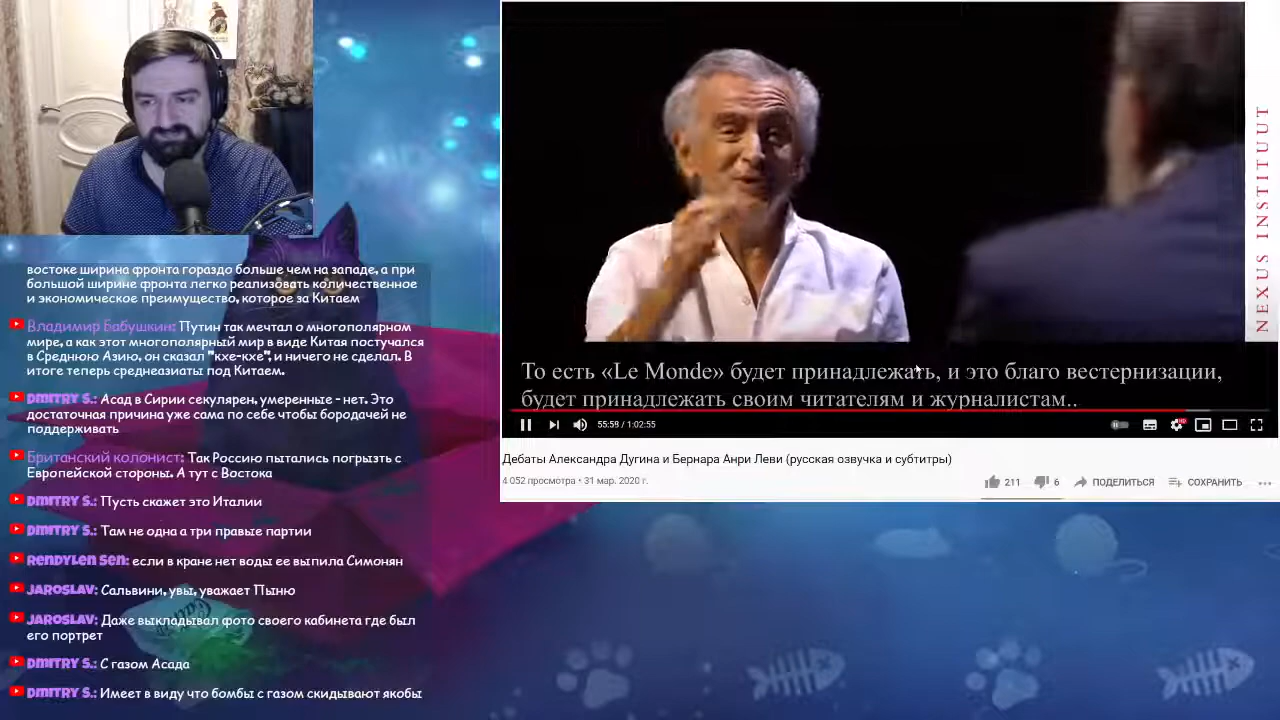 востоке ширина фронта гораздо больше чем на западе, а при
большой ширине фронта легко реализовать количественное
и экономическое преимущество, которое за Китаем
Владимир Бабушкин: Путин так мечтал о многополярном
мире, а как этот многополярный мир в виде Китая постучался
в Среднюю Азию, он сказал "кхе-кхе", и ничего не сделал. В
итоге теперь среднеазиаты под Китаем.
Dmitry S.: Асад в Сирии секулярен, умеренные - нет. Это
достаточная причина уже сама по себе чтобы бородачей не
поддерживать
Британский колонист: Так Россию пытались погрызть с
Европейской стороны. А тут с Востока
Dmitry S.: Пусть скажет это Италии
Dmitry S.: Там не одна а три правые партии
Rendylen Sen: если в кране нет воды ее выпила Симонян
Jaroslav: Сальвини, увы, уважает Пыню
Jaroslav: Даже выкладывал фото своего кабинета где был
его портрет
Dmitry S.: С газом Асада
Dmitry S.: Имеет в виду что бомбы с газом скидывают якобы
NEXUS INSTITUUT
То есть «Le Monde» будет принадлежать, и это благо вестернизации,
будет принадлежать своим читателям и журналистам..
55:59 / 1:02:55
Дебаты Александра Дугина и Бернара Анри Леви (русская озвучка и субтитры)
4 052 просмотра • 31 мар. 2020 г.
211 6 ПОДЕЛИТЬСЯ СОХРАНИТЬ